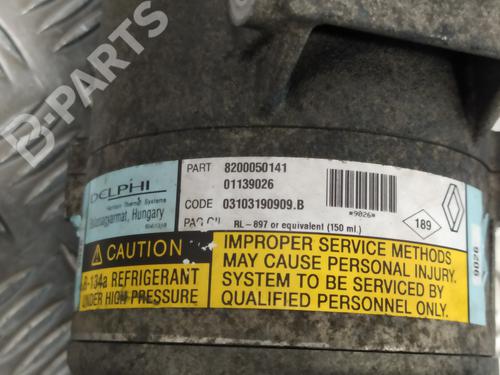 B-PARTS
DELPHI
Harrison Thermal Systems
Balassagyarmat, Hungary
PART 8200050141
01139026
CODE 03103190909.B
PAG OIL RL-897 or equivalent (150 ml.)
*9026*
189
9026
CAUTION
R-134a REFRIGERANT
UNDER HIGH PRESSURE
IMPROPER SERVICE METHODS
MAY CAUSE PERSONAL INJURY.
SYSTEM TO BE SERVICED BY
QUALIFIED PERSONNEL ONLY.